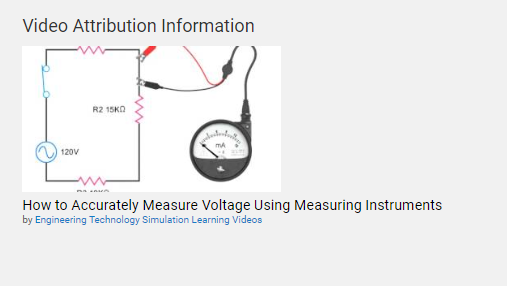 Video Attribution Information
R2 15KΩ
mA
120V
How to Accurately Measure Voltage Using Measuring Instruments
by Engineering Technology Simulation Learning Videos